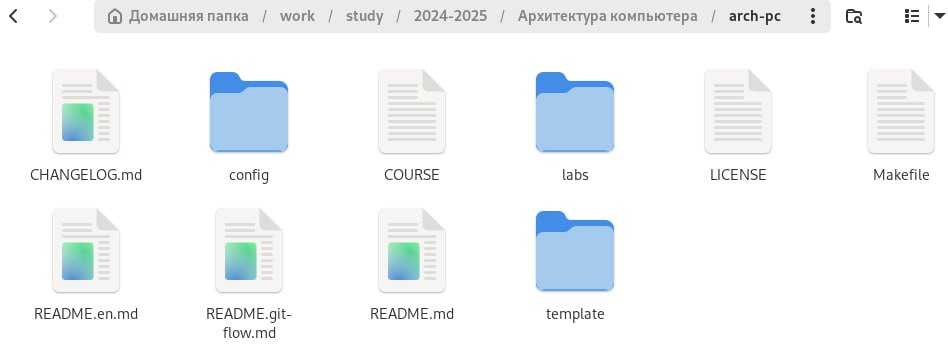 Домашняя папка / work / study / 2024-2025 / Архитектура компьютера / arch-pc
CHANGELOG.md config COURSE labs LICENSE Makefile
README.en.md README.git- README.md template
flow.md